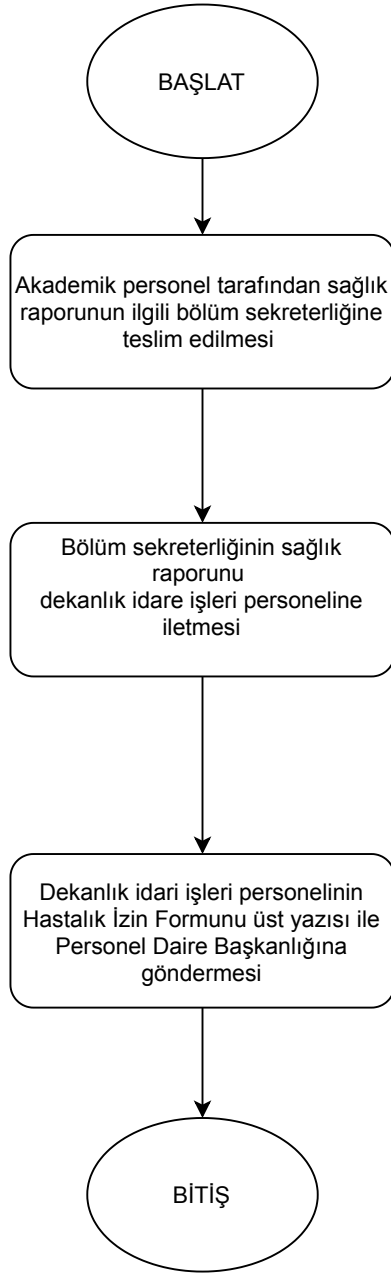 BAŞLAT
Akademik personel tarafından sağlık
raporunun ilgili bölüm sekreterliğine
teslim edilmesi
Bölüm sekreterliğinin sağlık
raporunu
dekanlık idare işleri personeline
iletmesi
Dekanlık idari işleri personelinin
Hastalık İzin Formunu üst yazısı ile
Personel Daire Başkanlığına
göndermesi
BİTİŞ